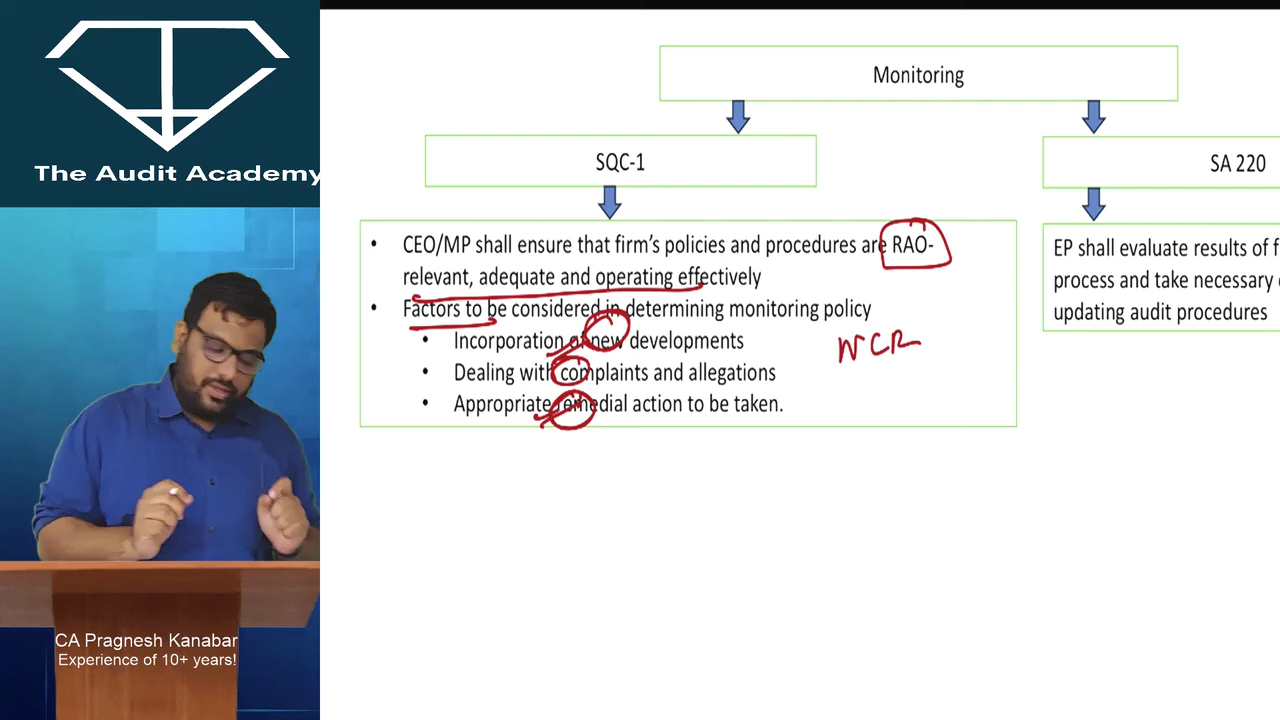 The Audit Academy
Monitoring
SQC-1
SA 220
• CEO/MP shall ensure that firm's policies and procedures are RAO-
relevant, adequate and operating effectively
• Factors to be considered in determining monitoring policy
• Incorporation of new developments
• Dealing with complaints and allegations
• Appropriate remedial action to be taken.
NCR
EP shall evaluate results of f
process and take necessary
updating audit procedures
CA Pragnesh Kanabar
Experience of 10+ years!